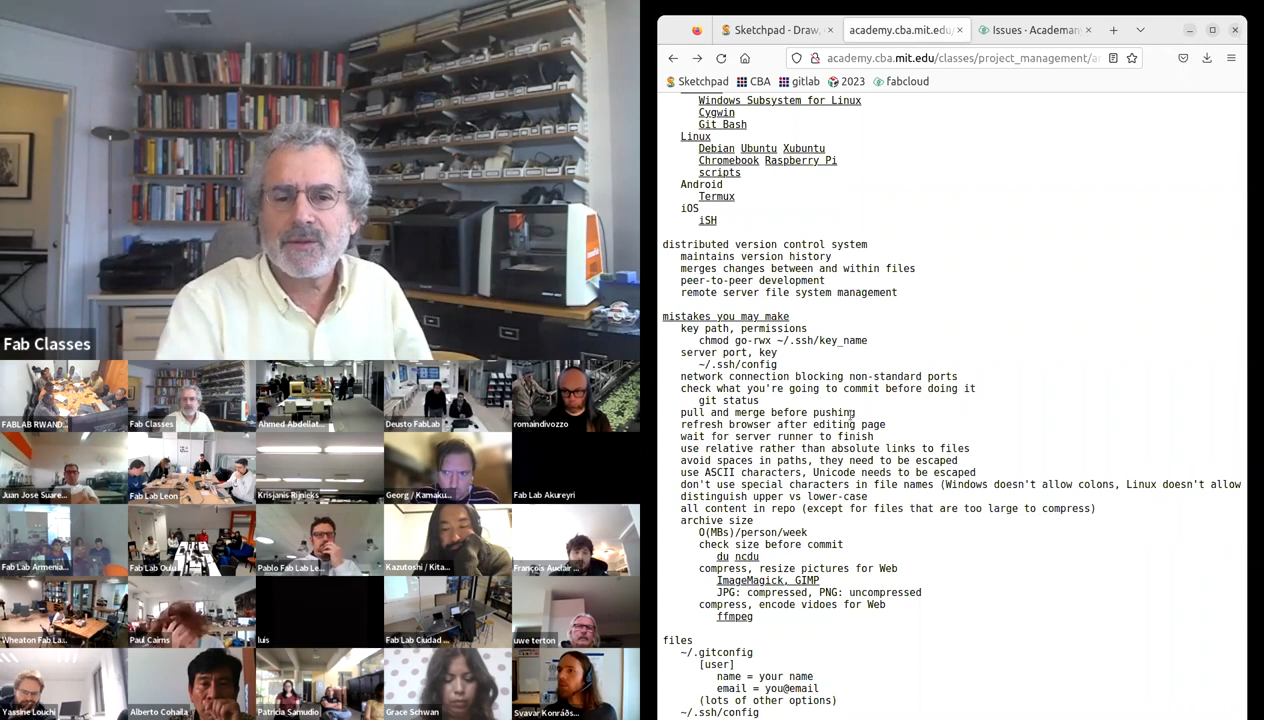 Fab Classes
FABLAB RWAND...
Fab Classes
Ahmed Abdellat...
Deusto FabLab
romaindivozzo
Juan Jose Suare...
Fab Lab Leon
Krisjanis Rijnieks
Georg / Kamaku...
Fab Lab Akureyri
Fab Lab Armenia...
Fab Lab Oulu
Pablo Fab Lab Le...
Kazutoshi / Kita...
François Auclair ...
Wheaton Fab La...
Paul Cairns
luis
Fab Lab Ciudad ...
uwe terton
Yassine Louchi
Alberto Cohaila
Patricia Samudio
Grace Schwan
Svavar Konráðs...
Sketchpad - Draw,
academy.cba.mit.edu/
Issues · Academan
academy.cba.mit.edu/classes/project_management/
Sketchpad CBA gitlab 2023 fabcloud
Windows Subsystem for Linux
Cygwin
Git Bash
Linux
Debian Ubuntu Xubuntu
Chromebook Raspberry Pi
scripts
Android
Termux
iOS
iSH
distributed version control system
maintains version history
merges changes between and within files
peer-to-peer development
remote server file system management
mistakes you may make
key path, permissions
chmod go-rwx ~/.ssh/key_name
server port, key
~/.ssh/config
network connection blocking non-standard ports
check what you're going to commit before doing it
git status
pull and merge before pushing
refresh browser after editing page
wait for server runner to finish
use relative rather than absolute links to files
avoid spaces in paths, they need to be escaped
use ASCII characters, Unicode needs to be escaped
don't use special characters in file names (Windows doesn't allow colons, Linux doesn't allow
distinguish upper vs lower-case
all content in repo (except for files that are too large to compress)
archive size
O(MBs)/person/week
check size before commit
du ncdu
compress, resize pictures for Web
ImageMagick, GIMP
JPG: compressed, PNG: uncompressed
compress, encode vidoes for Web
ffmpeg
files
~/.gitconfig
[user]
name = your name
email = you@email
(lots of other options)
~/.ssh/config